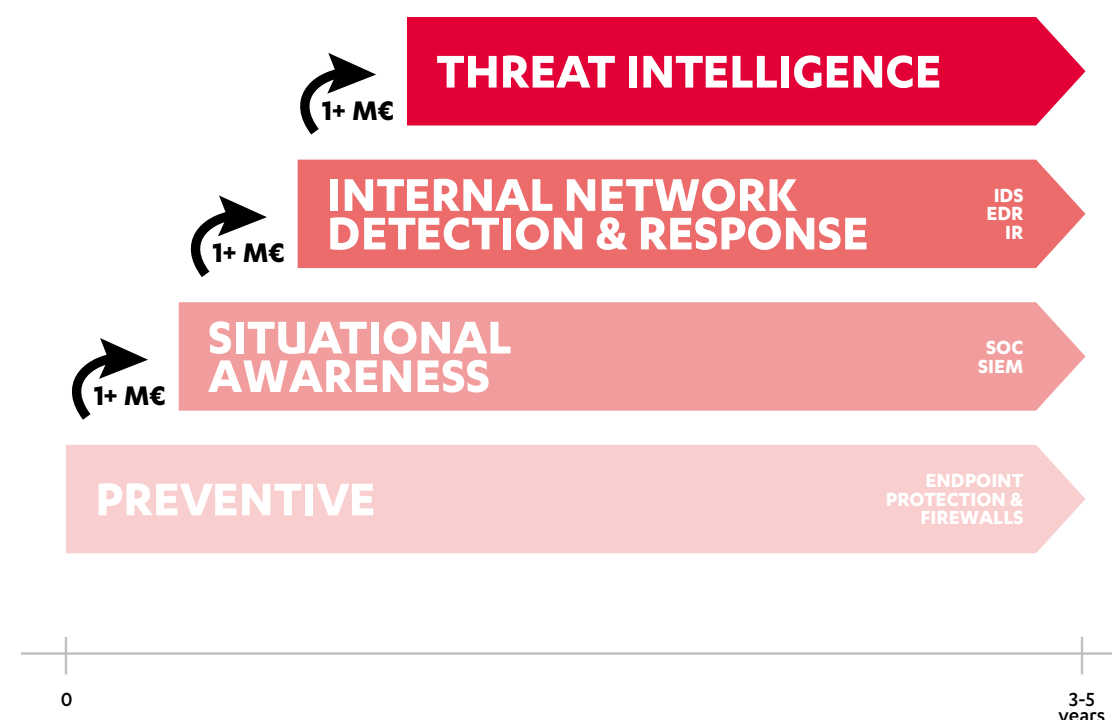 THREAT INTELLIGENCE
1+ M€
INTERNAL NETWORK
DETECTION & RESPONSE
IDS
EDR
IR
1+ M€
SITUATIONAL
AWARENESS
SOC
SIEM
1+ M€
PREVENTIVE
ENDPOINT
PROTECTION &
FIREWALLS
0
3-5
years